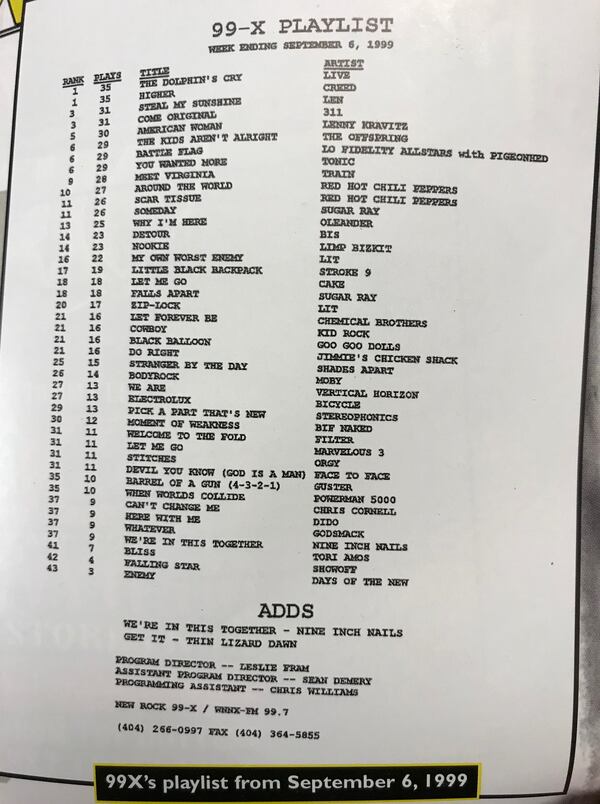 99-X PLAYLIST
WEEK ENDING SEPTEMBER 6, 1999
RANK PLAYS TITLE ARTIST
1 35 THE DOLPHIN'S CRY LIVE
1 35 HIGHER CREED
3 31 STEAL MY SUNSHINE LEN
3 31 COME ORIGINAL 311
5 30 AMERICAN WOMAN LENNY KRAVITZ
6 29 THE KIDS AREN'T ALRIGHT THE OFFSPRING
6 29 BATTLE FLAG LO FIDELITY ALLSTARS with PIGEONHED
6 29 YOU WANTED MORE TONIC
9 28 MEET VIRGINIA TRAIN
10 27 AROUND THE WORLD RED HOT CHILI PEPPERS
11 26 SCAR TISSUE RED HOT CHILI PEPPERS
11 26 SOMEDAY SUGAR RAY
13 25 WHY I'M HERE OLEANDER
14 23 DETOUR BIS
14 23 NOOKIE LIMP BIZKIT
16 22 MY OWN WORST ENEMY LIT
17 19 LITTLE BLACK BACKPACK STROKE 9
18 18 LET ME GO CAKE
18 18 FALLS APART SUGAR RAY
20 17 ZIP-LOCK LIT
21 16 LET FOREVER BE CHEMICAL BROTHERS
21 16 COWBOY KID ROCK
21 16 BLACK BALLOON GOO GOO DOLLS
21 16 DO RIGHT JIMMIE'S CHICKEN SHACK
25 15 STRANGER BY THE DAY SHADES APART
26 14 BODYROCK MOBY
27 13 WE ARE VERTICAL HORIZON
27 13 ELECTROLUX BICYCLE
29 13 PICK A PART THAT'S NEW STEREOPHONICS
30 12 MOMENT OF WEAKNESS BIF NAKED
31 11 WELCOME TO THE FOLD FILTER
31 11 LET ME GO MARVELOUS 3
31 11 STITCHES ORGY
31 11 DEVIL YOU KNOW (GOD IS A MAN) FACE TO FACE
35 10 BARREL OF A GUN (4-3-2-1) GUSTER
35 10 WHEN WORLDS COLLIDE POWERMAN 5000
37 9 CAN'T CHANGE ME CHRIS CORNELL
37 9 HERE WITH ME DIDO
37 9 WHATEVER GODSMACK
37 9 WE'RE IN THIS TOGETHER NINE INCH NAILS
41 7 BLISS TORI AMOS
42 4 FALLING STAR SHOWOFF
43 3 ENEMY DAYS OF THE NEW
ADDS
WE'RE IN THIS TOGETHER - NINE INCH NAILS
GET IT - THIN LIZARD DAWN
PROGRAM DIRECTOR -- LESLIE FRAM
ASSISTANT PROGRAM DIRECTOR -- SEAN DEMERY
PROGRAMMING ASSISTANT -- CHRIS WILLIAMS
NEW ROCK 99-X / WNNX-FM 99.7
(404) 266-0997 FAX (404) 364-5855
99X's playlist from September 6, 1999